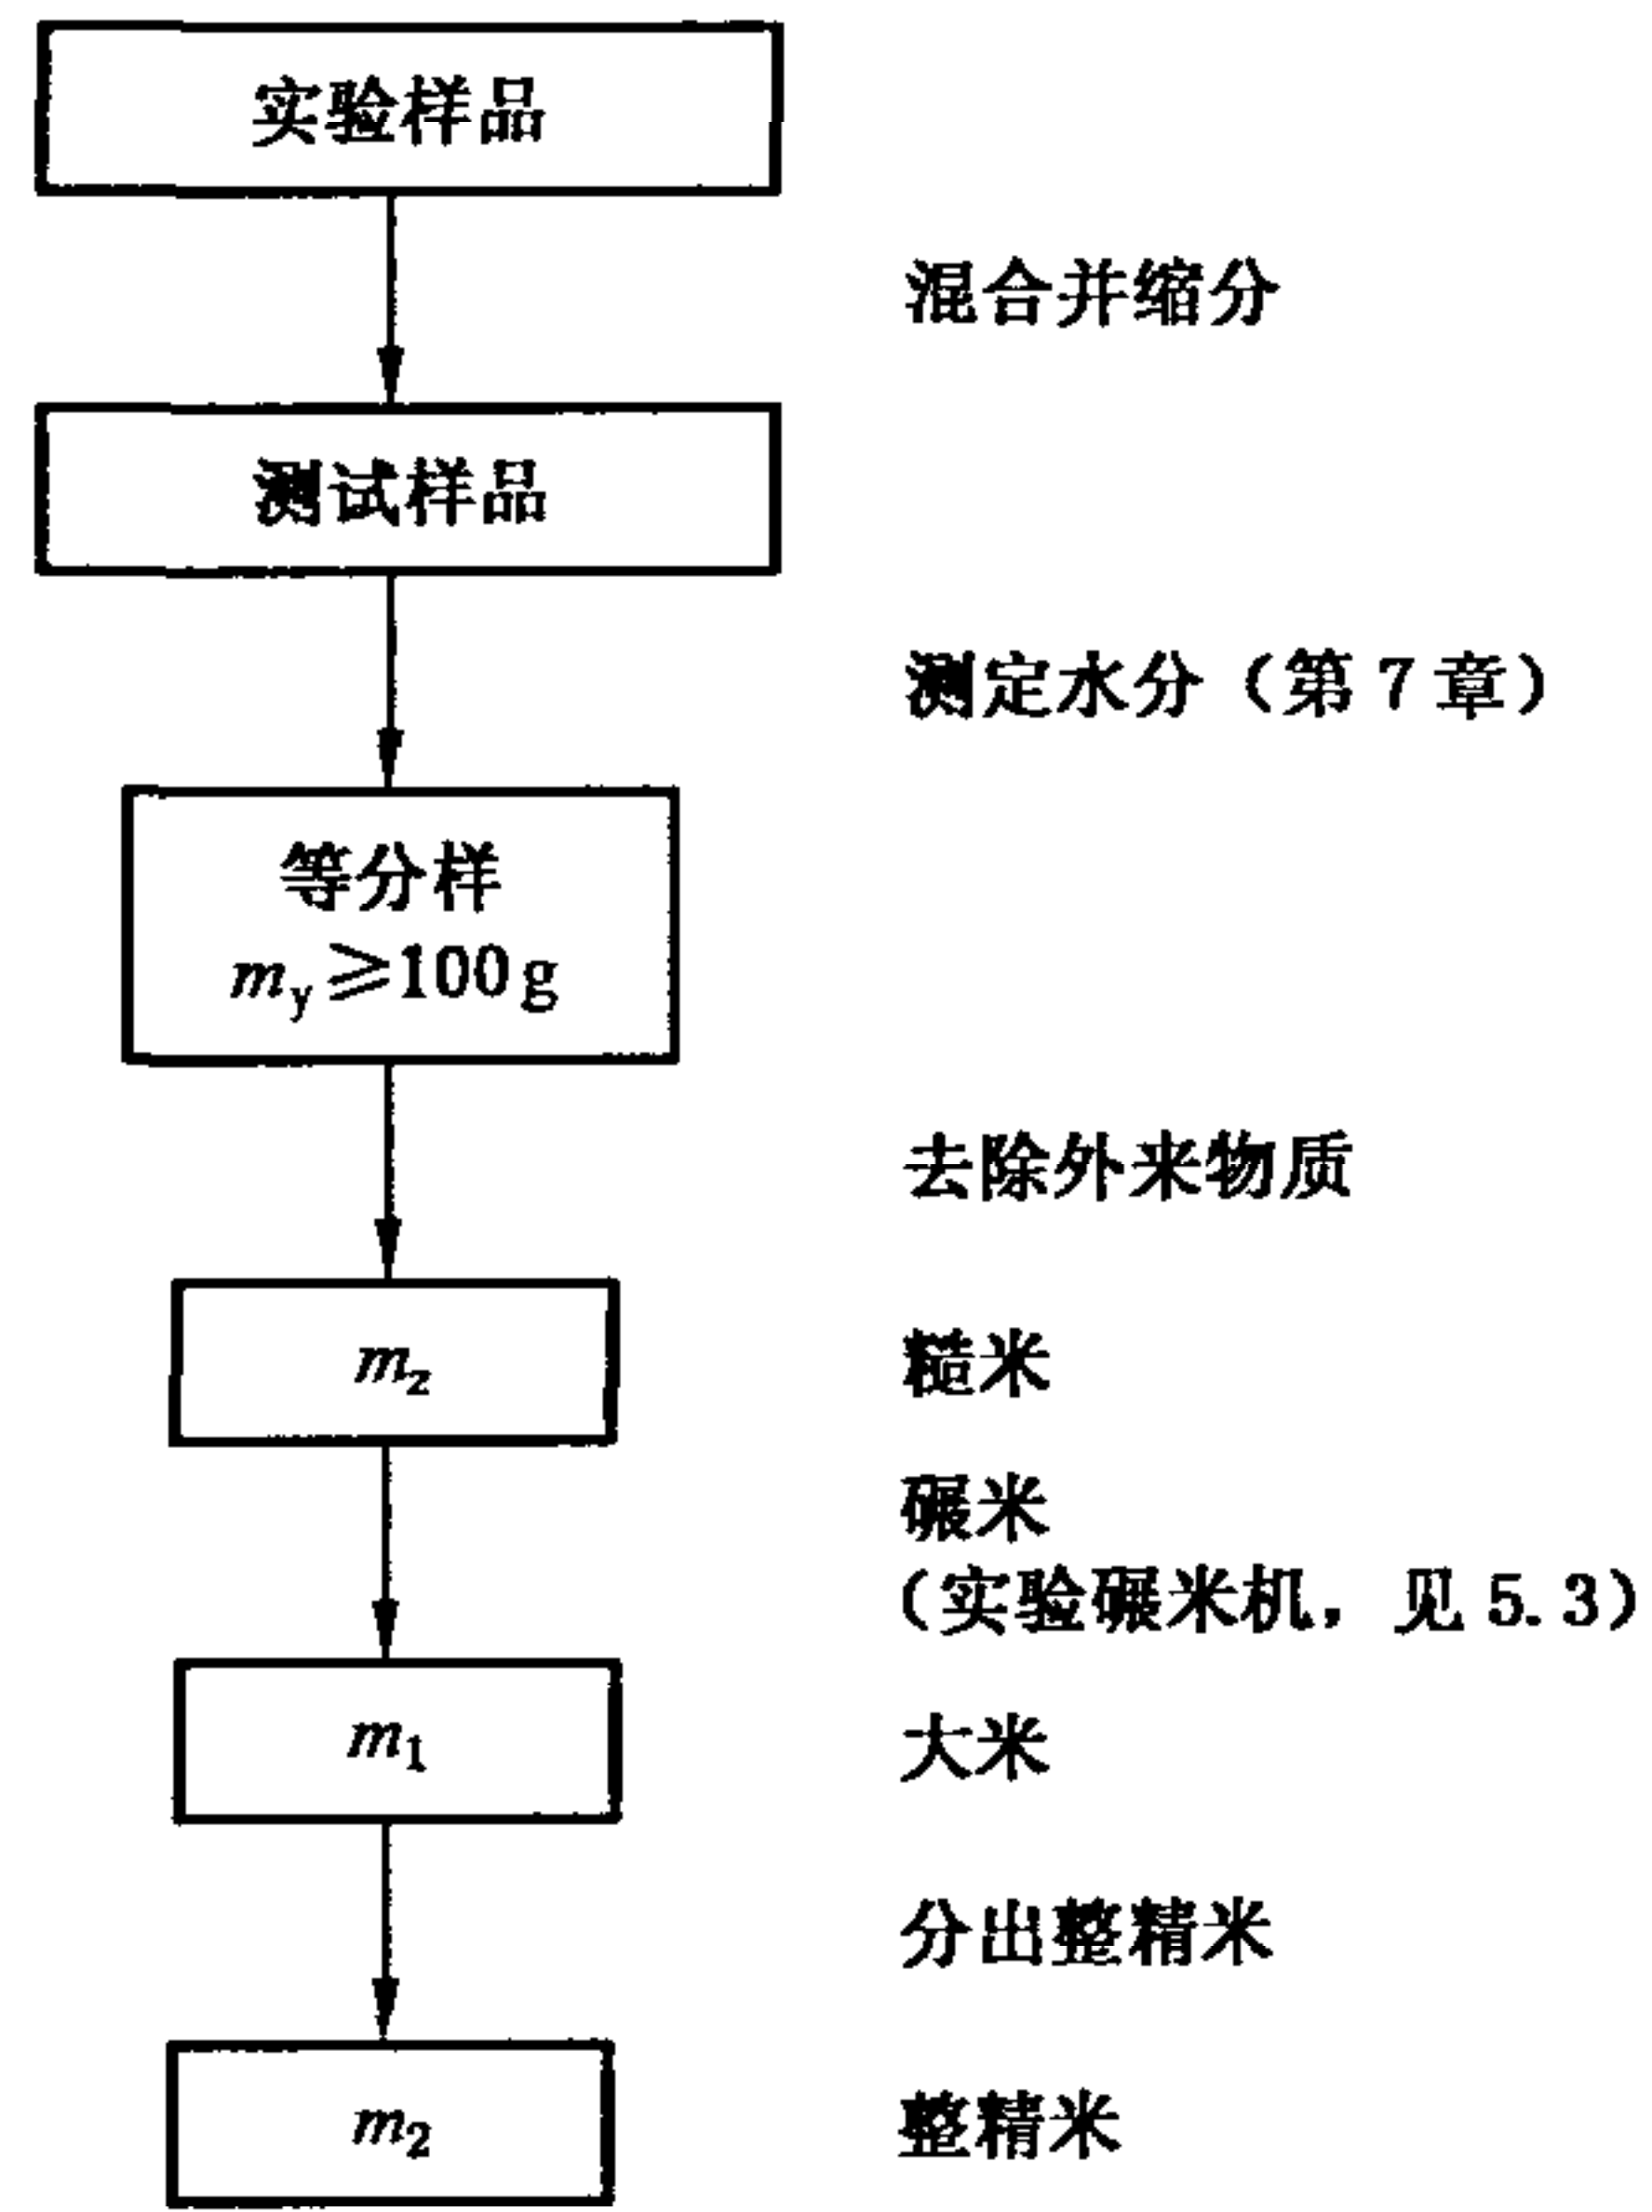 实验样品
混合并缩分
测试样品
测定水分（第 7 章）
等分样
m_y ≥100 g
去除外来物质
m_z
糙米
碾米
（实验碾米机，见 5.3）
m_1
大米
分出整精米
m_2
整精米